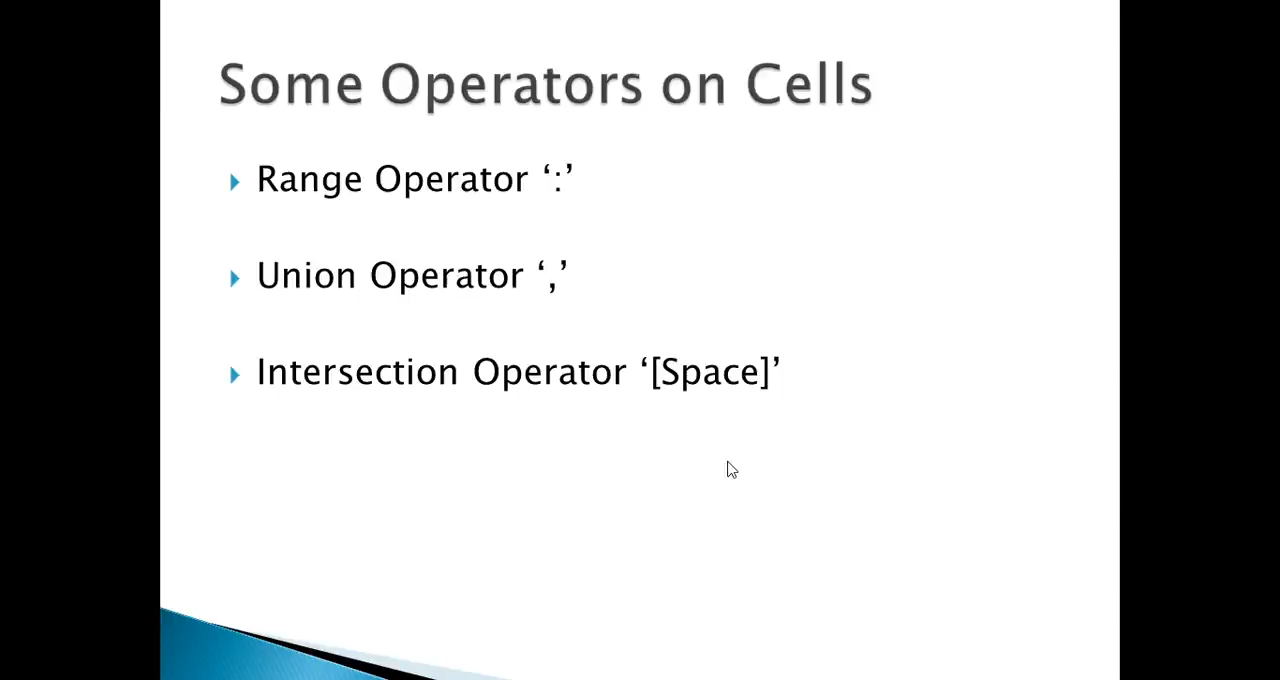 Some Operators on Cells
Range Operator ‘:’
Union Operator ‘,’
Intersection Operator ‘[Space]’